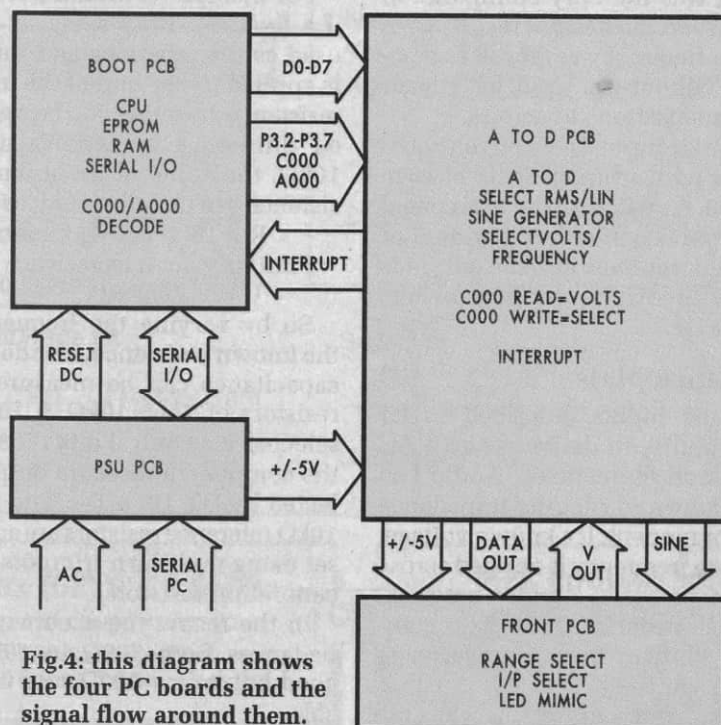 BOOT PCB
CPU
EPROM
RAM
SERIAL I/O
C000/A000
DECODE
D0-D7
P3.2-P3.7
C000
A000
INTERRUPT
A TO D PCB
A TO D
SELECT RMS/LIN
SINE GENERATOR
SELECTVOLTS/
FREQUENCY
C000 READ=VOLTS
C000 WRITE=SELECT
INTERRUPT
RESET
DC
SERIAL
I/O
PSU PCB
+/-5V
AC
SERIAL
PC
+/-5V
DATA
OUT
V
OUT
SINE
FRONT PCB
RANGE SELECT
I/P SELECT
LED MIMIC
Fig.4: this diagram shows
the four PC boards and the
signal flow around them.